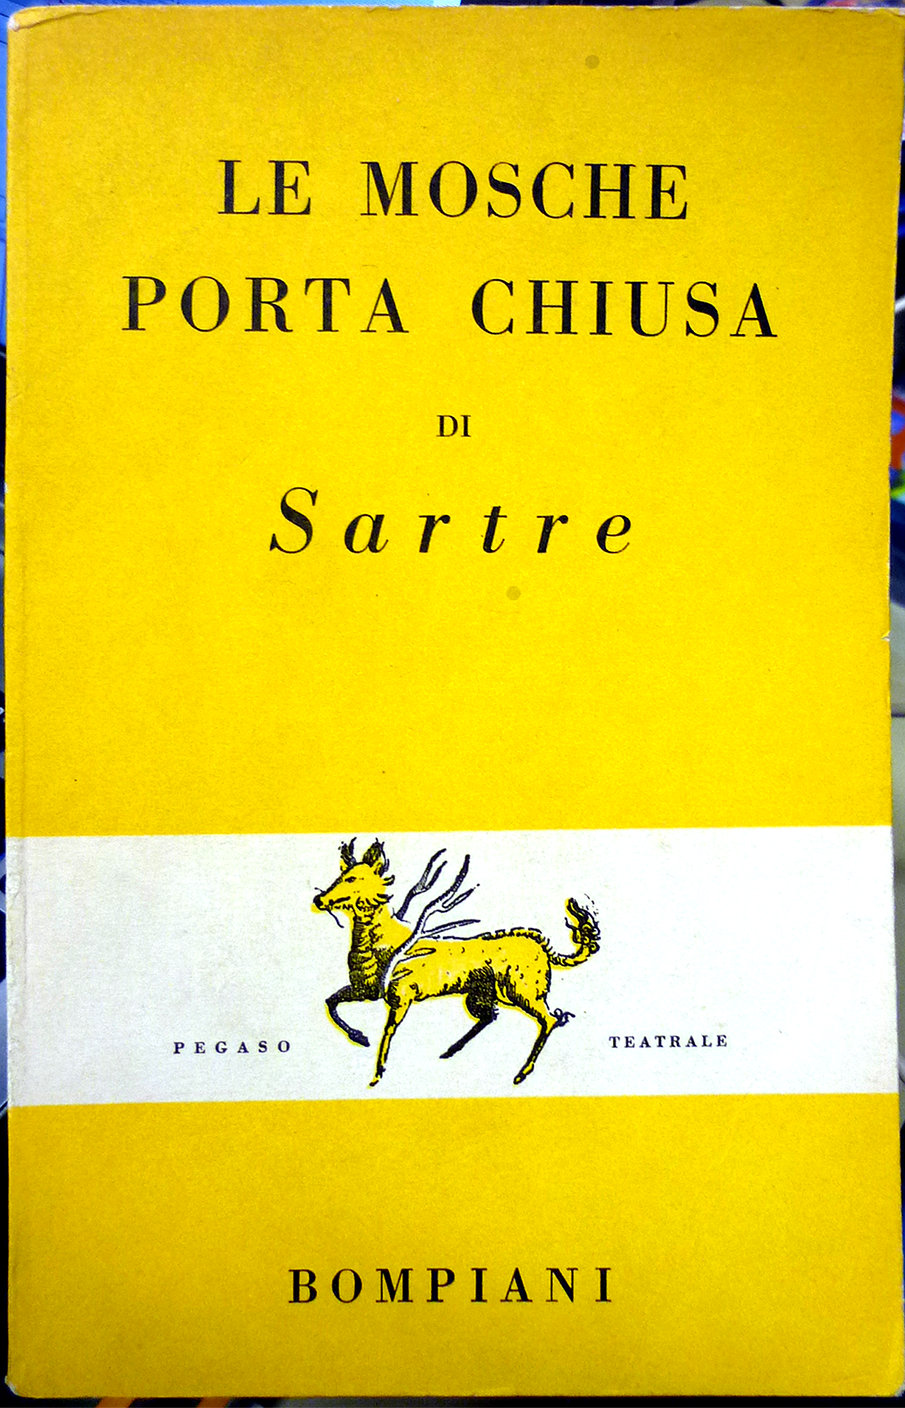 LE MOSCHE
PORTA CHIUSA
DI
Sartre
PEGASO TEATRALE
BOMPIANI